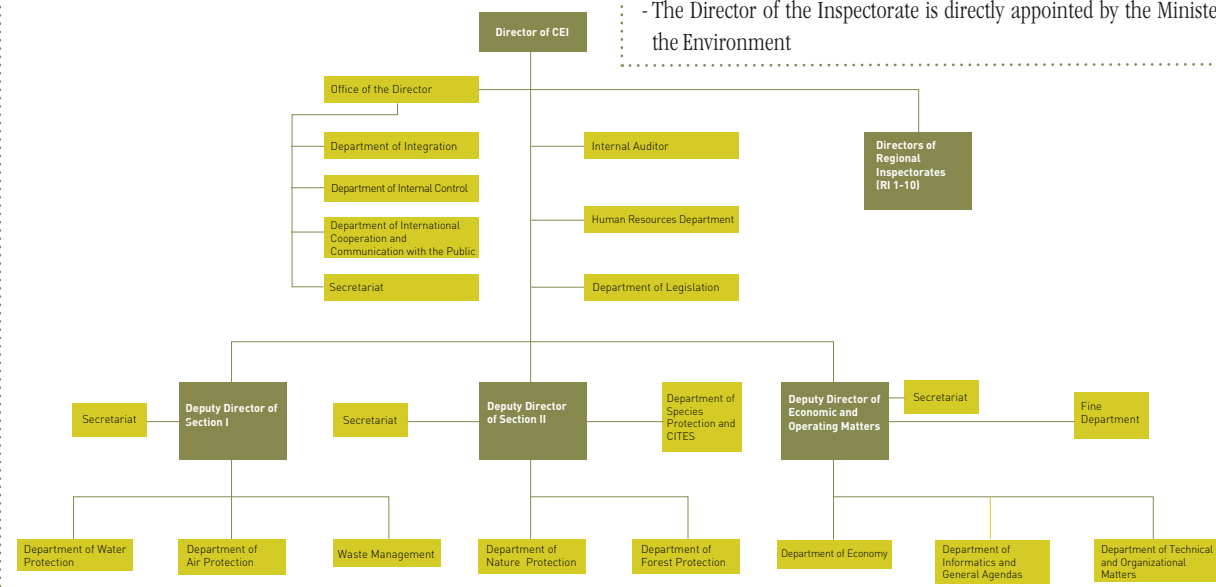 - The Director of the Inspectorate is directly appointed by the Ministe
the Environment
Director of CEI
Office of the Director
Department of Integration
Department of Internal Control
Department of International
Cooperation and
Communication with the Public
Secretariat
Internal Auditor
Human Resources Department
Department of Legislation
Directors of
Regional
Inspectorates
(RI 1-10)
Secretariat
Deputy Director of
Section I
Secretariat
Deputy Director
of Section II
Department of
Species
Protection and
CITES
Deputy Director of
Economic and
Operating Matters
Secretariat
Fine
Department
Department of Water
Protection
Department of
Air Protection
Waste Management
Department of
Nature Protection
Department of
Forest Protection
Department of Economy
Department of
Informatics and
General Agendas
Department of Technical
and Organizational
Matters